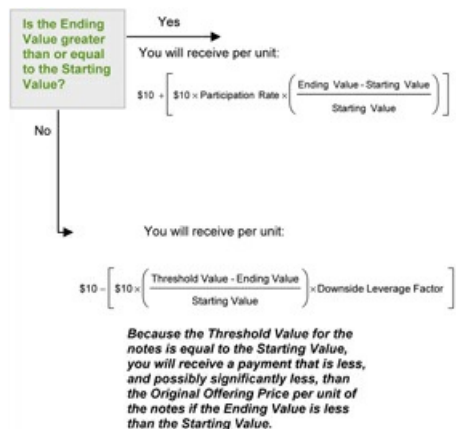 Is the Ending
Value greater
than or equal
to the Starting
Value?
Yes
You will receive per unit:
$10 + [ $10 × Participation Rate × ( Ending Value - Starting Value
Starting Value ) ]
No
You will receive per unit:
$10 − [ $10 × ( Threshold Value - Ending Value
Starting Value ) × Downside Leverage Factor ]
Because the Threshold Value for the
notes is equal to the Starting Value,
you will receive a payment that is less,
and possibly significantly less, than
the Original Offering Price per unit of
the notes if the Ending Value is less
than the Starting Value.